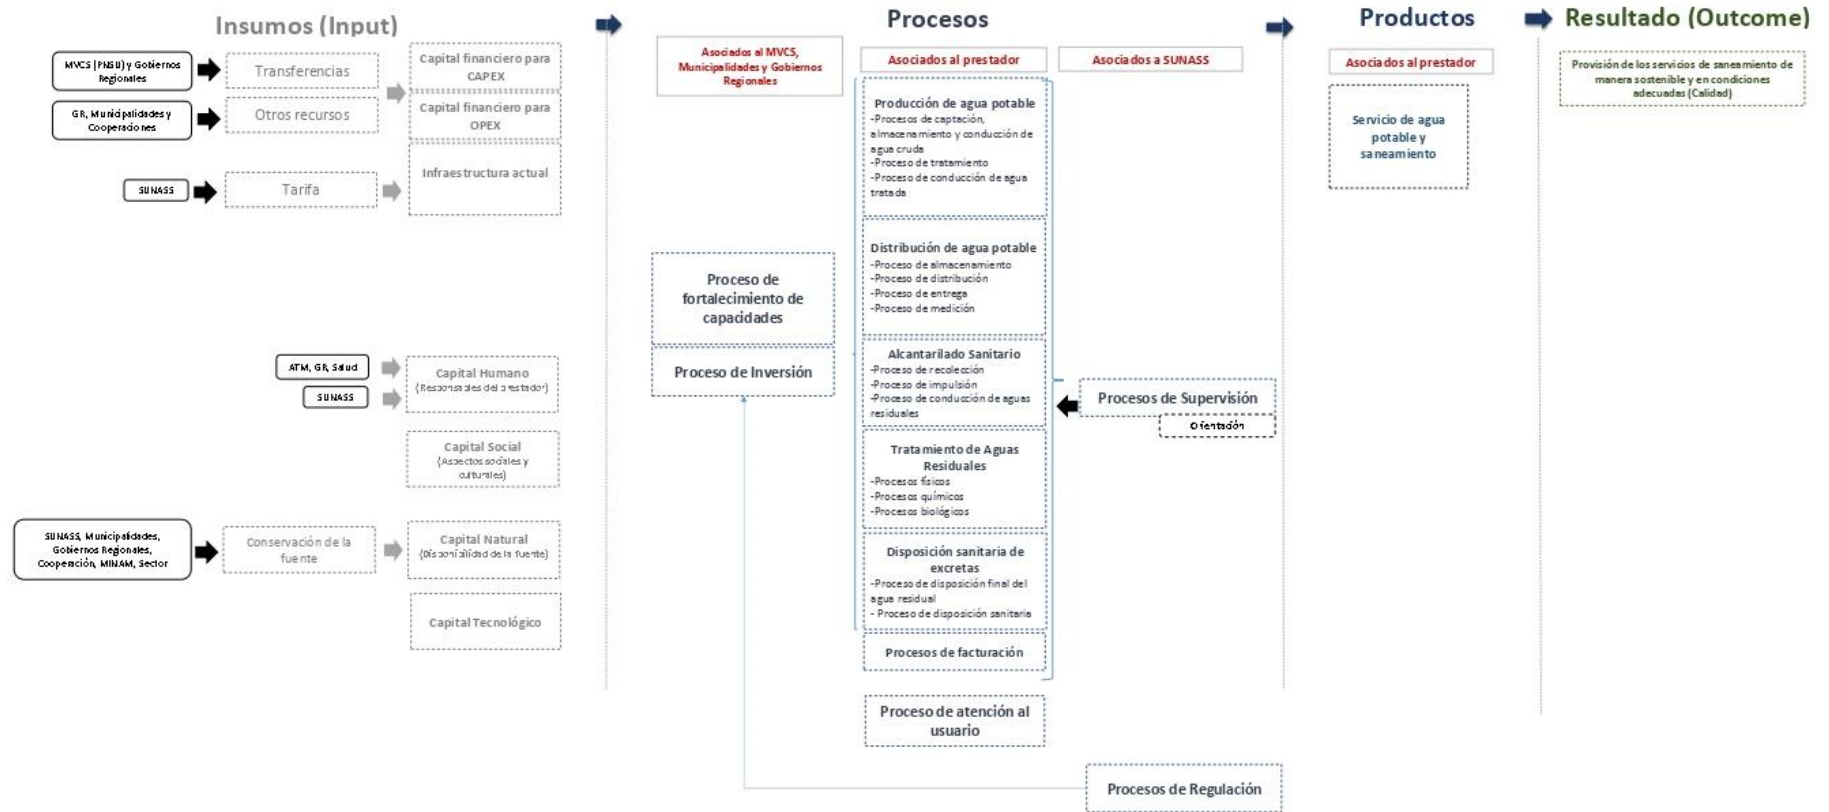 Insumos (Input)
Procesos
Productos
Resultado (Outcome)
MVCS (PNSU) y Gobiernos
Regionales
Transferencias
Capital financiero para
CAPEX
GR, Municipalidades y
Cooperaciones
Otros recursos
Capital financiero para
OPEX
SUNASS
Tarifa
Infraestructura actual
ATM, GR, Salud
SUNASS
Capital Humano
(Responsables del prestador)
Capital Social
(Aspectos sociales y
culturales)
SUNASS, Municipalidades,
Gobiernos Regionales,
Cooperación, MINAM, Sector
Conservación de la
fuente
Capital Natural
(Disponibilidad de la fuente)
Capital Tecnológico
Asociados al MVCS,
Municipalidades y Gobiernos
Regionales
Proceso de
fortalecimiento de
capacidades
Proceso de Inversión
Asociados al prestador
Producción de agua potable
-Procesos de captación,
almacenamiento y conducción de
agua cruda
-Proceso de tratamiento
-Proceso de conducción de agua
tratada
Distribución de agua potable
-Proceso de almacenamiento
-Proceso de distribución
-Proceso de entrega
-Proceso de medición
Alcantarilado Sanitario
-Proceso de recolección
-Proceso de impulsión
-Proceso de conducción de aguas
residuales
Tratamiento de Aguas
Residuales
-Procesos físicos
-Procesos químicos
-Procesos biológicos
Disposición sanitaria de
excretas
-Proceso de disposición final del
agua residual
- Proceso de disposición sanitaria
Procesos de facturación
Proceso de atención al
usuario
Asociados a SUNASS
Procesos de Supervisión
Orientación
Procesos de Regulación
Asociados al prestador
Servicio de agua
potable y
saneamiento
Provisión de los servicios de saneamiento de
manera sostenible y en condiciones
adecuadas (Calidad)